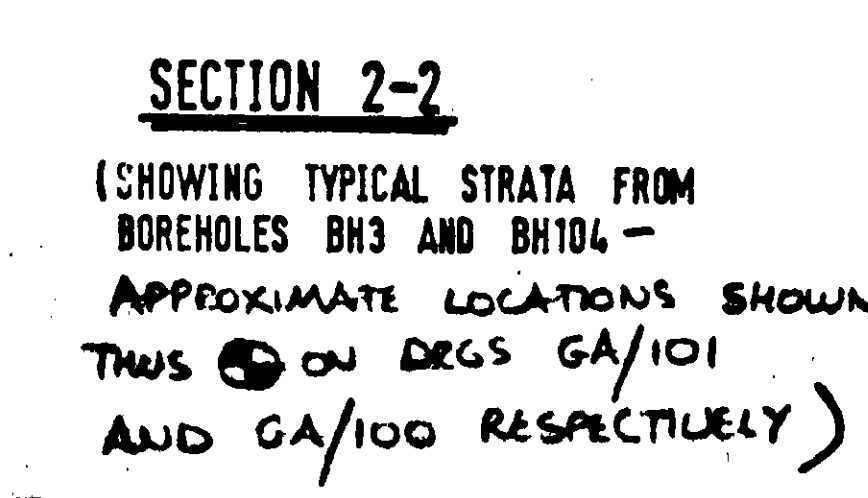 SECTION 2-2
(SHOWING TYPICAL STRATA FROM
BOREHOLES BH3 AND BH104 -
APPROXIMATE LOCATIONS SHOWN
THUS ON DRGS GA/101
AND GA/100 RESPECTIVELY)